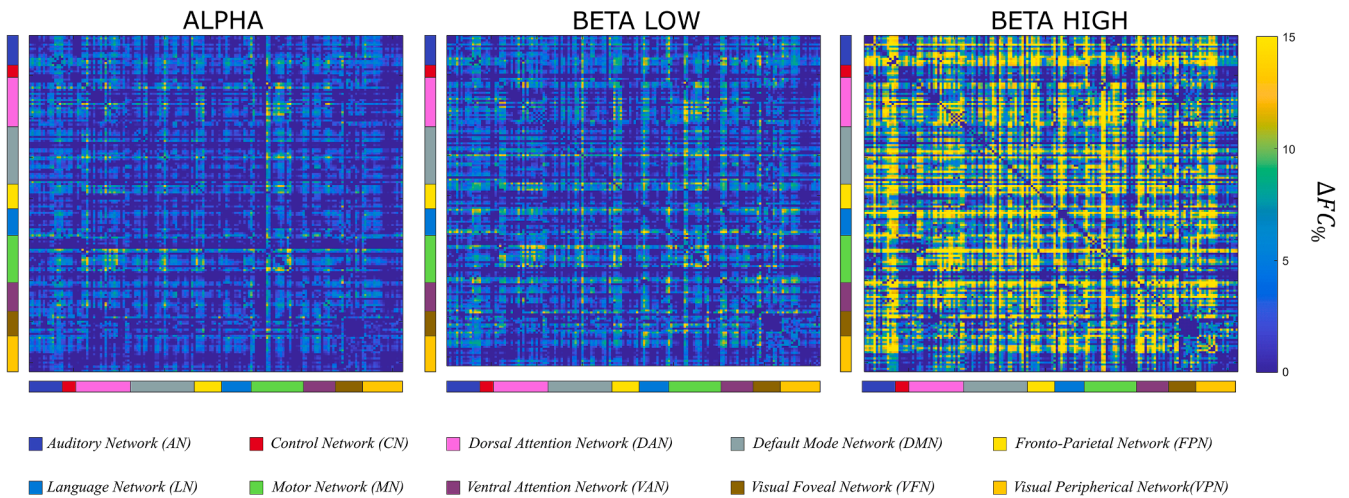 ALPHA
BETA LOW
BETA HIGH
15
10
5
0
ΔFC%
Auditory Network (AN)
Control Network (CN)
Dorsal Attention Network (DAN)
Default Mode Network (DMN)
Fronto-Parietal Network (FPN)
Language Network (LN)
Motor Network (MN)
Ventral Attention Network (VAN)
Visual Foveal Network (VFN)
Visual Peripherical Network(VPN)